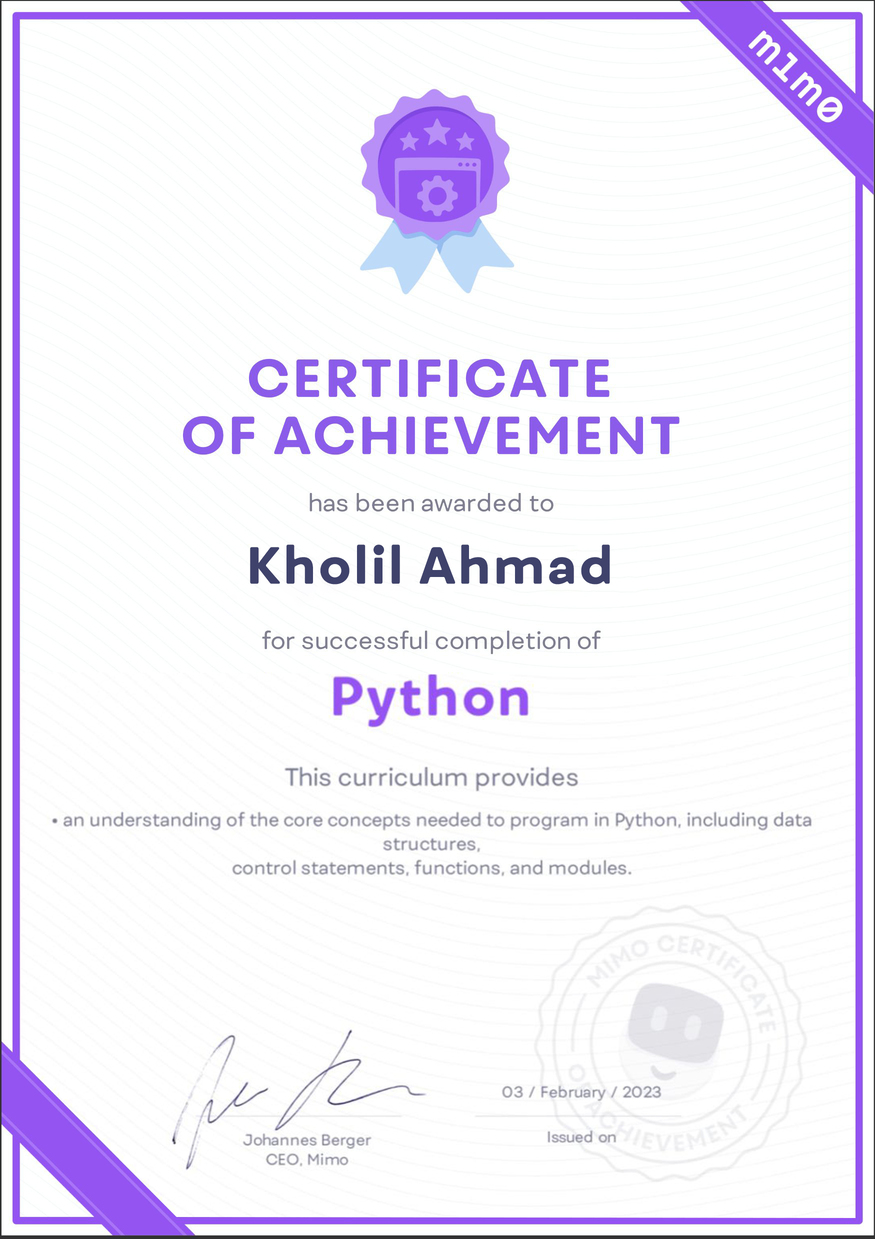 m1m0
CERTIFICATE
OF ACHIEVEMENT
has been awarded to
Kholil Ahmad
for successful completion of
Python
This curriculum provides
• an understanding of the core concepts needed to program in Python, including data
structures,
control statements, functions, and modules.
MIMO CERTIFICATE
OF ACHIEVEMENT
03 / February / 2023
Issued on
Johannes Berger
CEO, Mimo